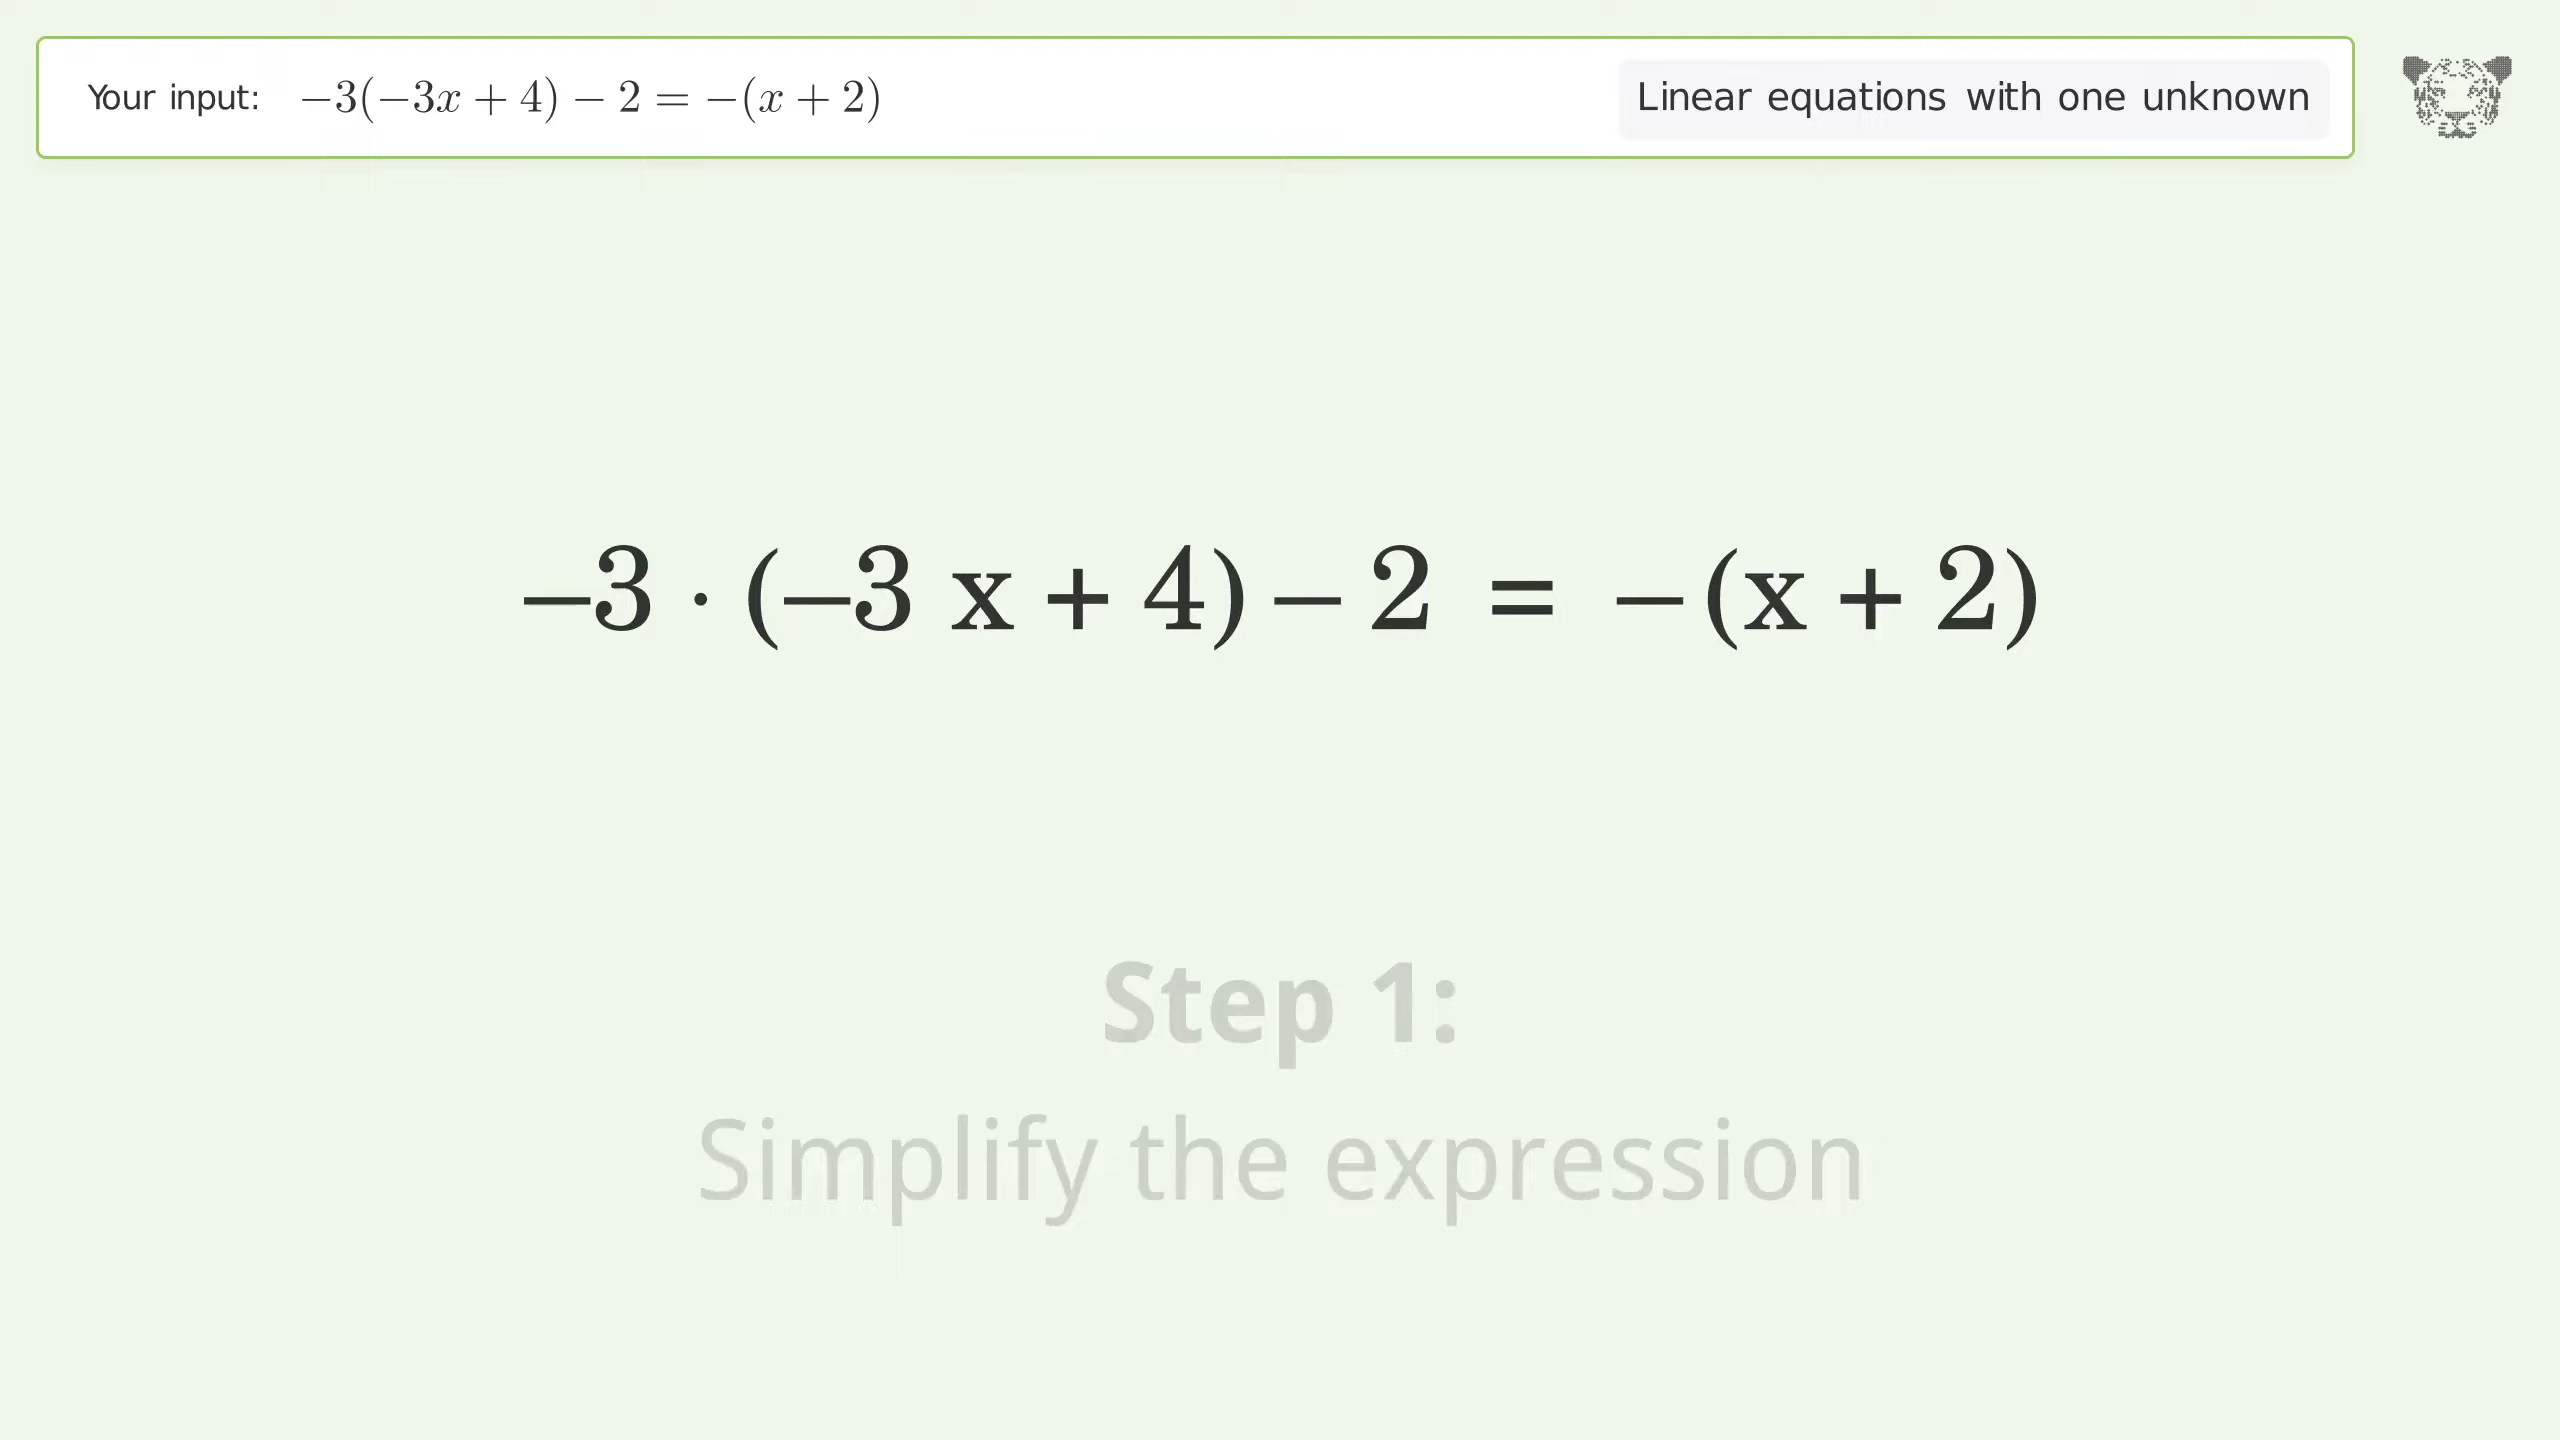 Your input: −3(−3x + 4) − 2 = −(x + 2)
Linear equations with one unknown
−3 · (−3 x + 4) − 2 = −(x + 2)
Step 1:
Simplify the expression